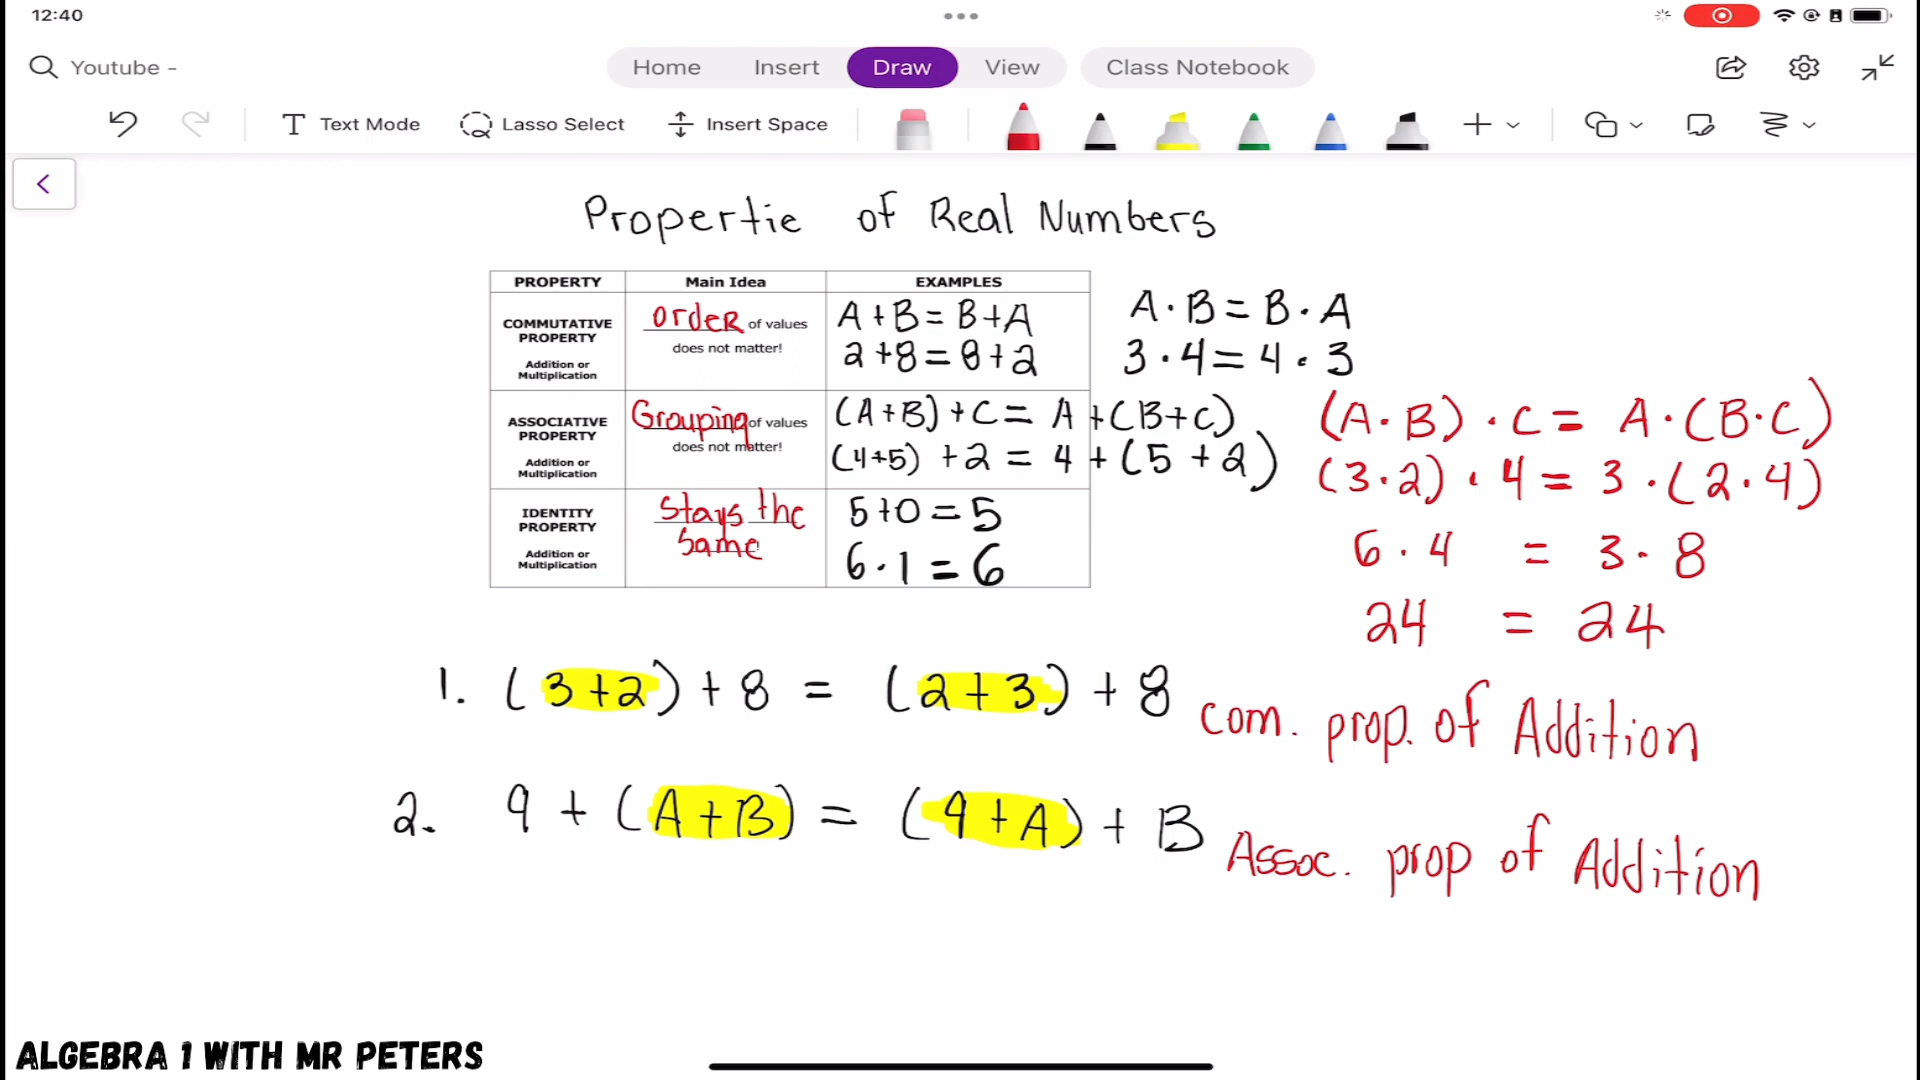 12:40
Youtube -
Home Insert Draw View Class Notebook
Text Mode Lasso Select Insert Space
Propertie of Real Numbers
PROPERTY Main Idea EXAMPLES
COMMUTATIVE PROPERTY
Addition or Multiplication
order of values
does not matter!
A + B = B + A
2 + 8 = 8 + 2
A · B = B · A
3 · 4 = 4 · 3
ASSOCIATIVE PROPERTY
Addition or Multiplication
Grouping of values
does not matter!
(A+B) + C = A + (B+C)
(4+5) + 2 = 4 + (5 + 2)
(A · B) · C = A · (B · C)
(3 · 2) · 4 = 3 · (2 · 4)
6 · 4 = 3 · 8
24 = 24
IDENTITY PROPERTY
Addition or Multiplication
stays the
same
5+0 = 5
6 · 1 = 6
1. (3+2) + 8 = (2 + 3) + 8 com. prop. of Addition
2. 9 + (A + B) = (9 + A) + B Assoc. prop of Addition
ALGEBRA 1 WITH MR PETERS